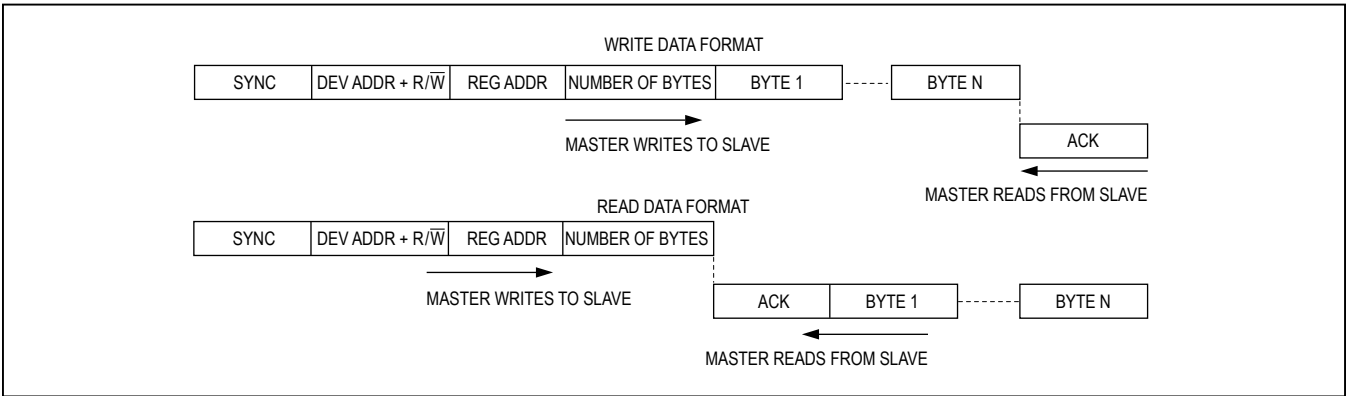 WRITE DATA FORMAT
SYNC DEV ADDR + R/W̅ REG ADDR NUMBER OF BYTES BYTE 1 BYTE N
MASTER WRITES TO SLAVE
ACK
MASTER READS FROM SLAVE
READ DATA FORMAT
SYNC DEV ADDR + R/W̅ REG ADDR NUMBER OF BYTES
MASTER WRITES TO SLAVE
ACK BYTE 1 BYTE N
MASTER READS FROM SLAVE